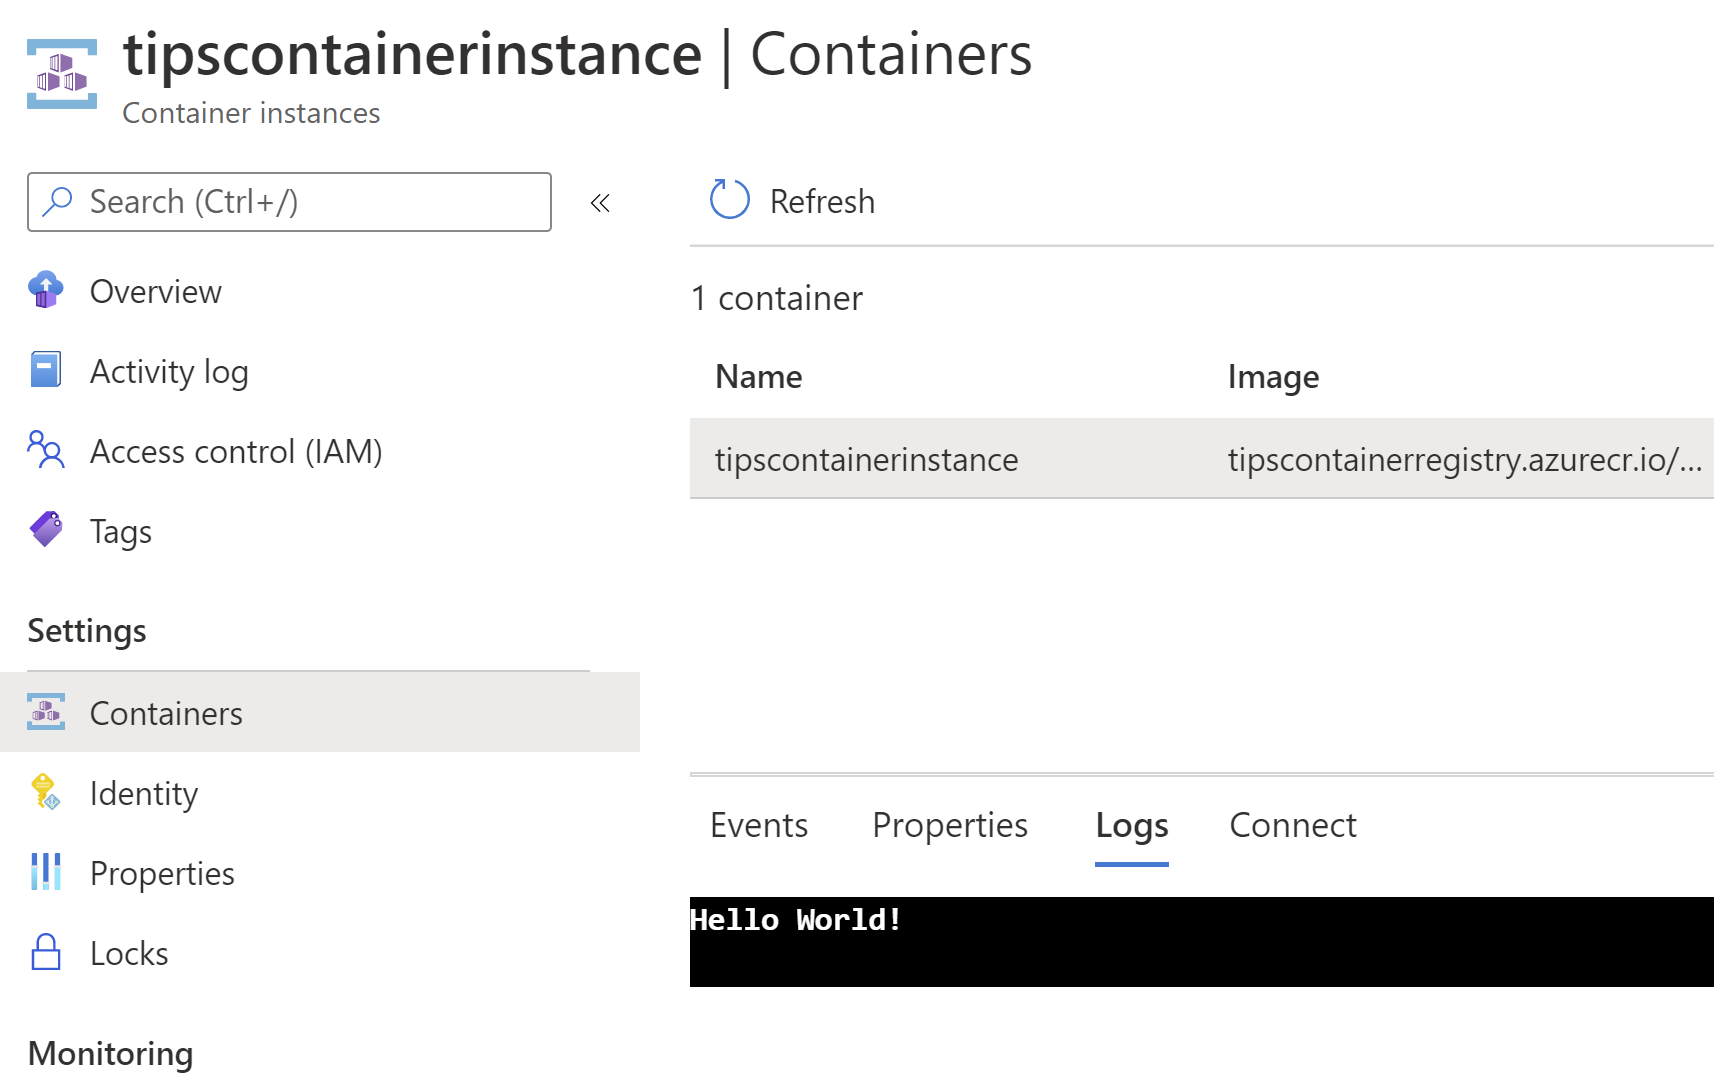 tipscontainerinstance | Containers
Container instances
Search (Ctrl+/)
«
Overview
Activity log
Access control (IAM)
Tags
Settings
Containers
Identity
Properties
Locks
Monitoring
Refresh
1 container
Name Image
tipscontainerinstance tipscontainerregistry.azurecr.io/...
Events Properties Logs Connect
Hello World!